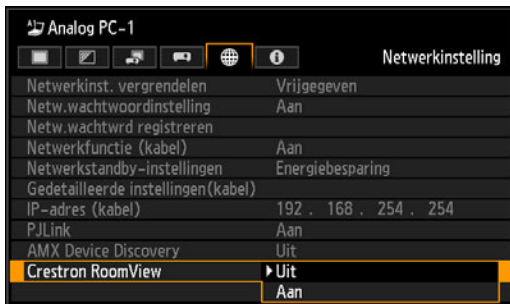 Analog PC-1
Netwerkinstelling
Netwerkinst. vergrendelen Vrijgegeven
Netw.wachtwoordinstelling Aan
Netw.wachtwrd registreren
Netwerkfunctie (kabel) Aan
Netwerkstandby-instellingen Energiebesparing
Gedetailleerde instellingen(kabel)
IP-adres (kabel) 192 . 168 . 254 . 254
PJLink Aan
AMX Device Discovery Uit
Crestron RoomView Uit
Aan